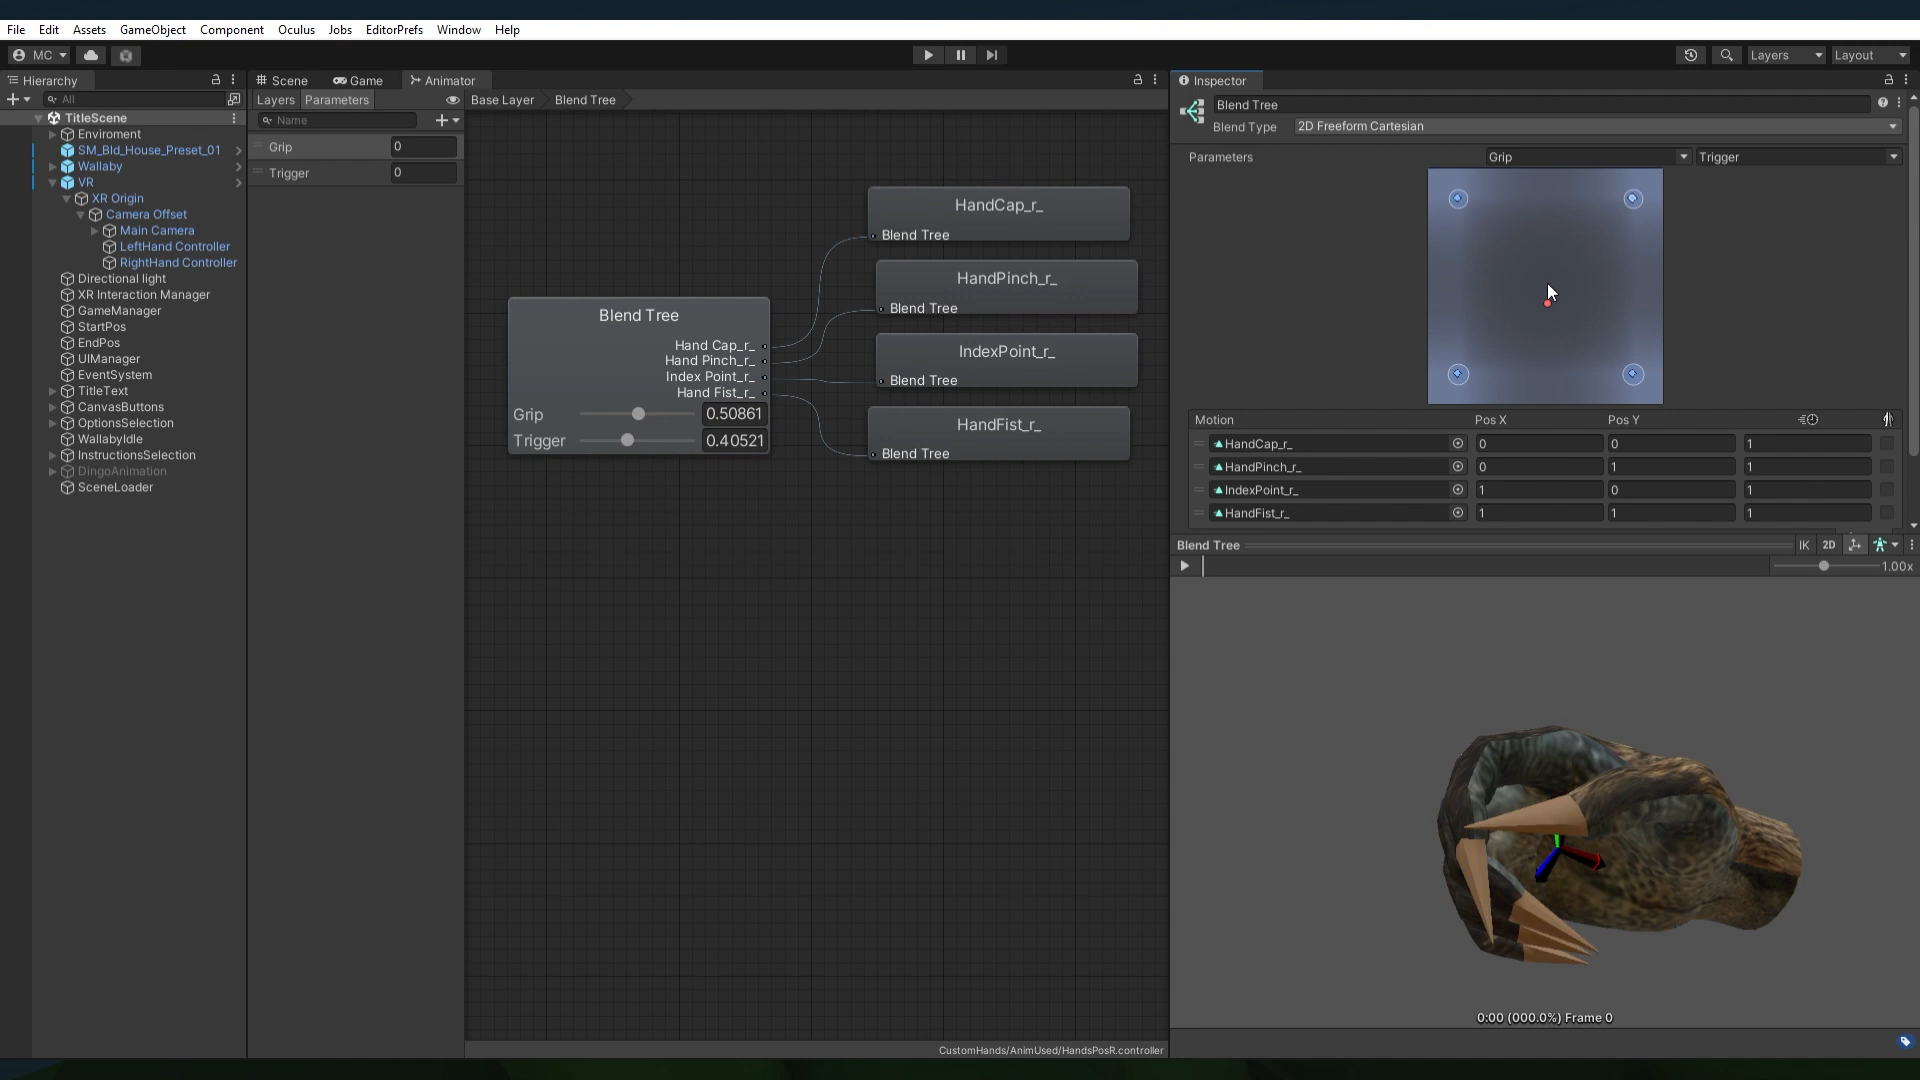 File Edit Assets GameObject Component Oculus Jobs EditorPrefs Window Help
MC Layers Layout
Hierarchy
All
TitleScene
Enviroment
SM_Bld_House_Preset_01
Wallaby
VR
XR Origin
Camera Offset
Main Camera
LeftHand Controller
RightHand Controller
Directional light
XR Interaction Manager
GameManager
StartPos
EndPos
UIManager
EventSystem
TitleText
CanvasButtons
OptionsSelection
WallabyIdle
InstructionsSelection
DingoAnimation
SceneLoader
Scene Game Animator
Layers Parameters Base Layer Blend Tree
Name
Grip 0
Trigger 0
Blend Tree
Hand Cap_r_
Hand Pinch_r_
Index Point_r_
Hand Fist_r_
Grip 0.50861
Trigger 0.40521
HandCap_r_
Blend Tree
HandPinch_r_
Blend Tree
IndexPoint_r_
Blend Tree
HandFist_r_
Blend Tree
CustomHands/AnimUsed/HandsPosR.controller
Inspector
Blend Tree
Blend Type 2D Freeform Cartesian
Parameters Grip Trigger
Motion Pos X Pos Y
HandCap_r_ 0 0 1
HandPinch_r_ 0 1 1
IndexPoint_r_ 1 0 1
HandFist_r_ 1 1 1
Blend Tree IK 2D
1.00x
0:00 (000.0%) Frame 0